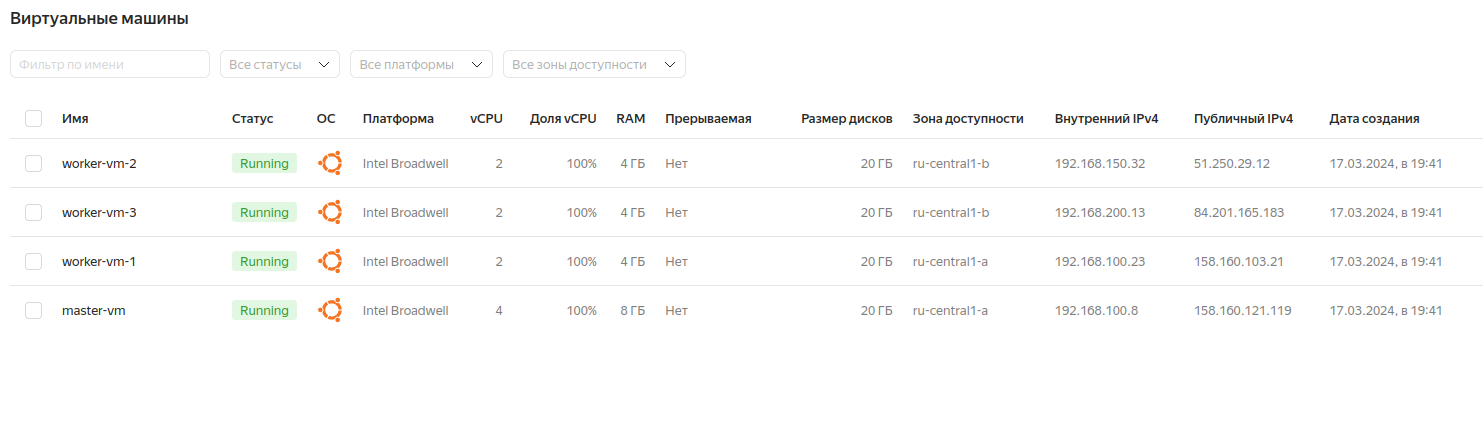 Виртуальные машины
Фильтр по имени Все статусы Все платформы Все зоны доступности
Имя Статус ОС Платформа vCPU Доля vCPU RAM Прерываемая Размер дисков Зона доступности Внутренний IPv4 Публичный IPv4 Дата создания
worker-vm-2 Running Intel Broadwell 2 100% 4 ГБ Нет 20 ГБ ru-central1-b 192.168.150.32 51.250.29.12 17.03.2024, в 19:41
worker-vm-3 Running Intel Broadwell 2 100% 4 ГБ Нет 20 ГБ ru-central1-b 192.168.200.13 84.201.165.183 17.03.2024, в 19:41
worker-vm-1 Running Intel Broadwell 2 100% 4 ГБ Нет 20 ГБ ru-central1-a 192.168.100.23 158.160.103.21 17.03.2024, в 19:41
master-vm Running Intel Broadwell 4 100% 8 ГБ Нет 20 ГБ ru-central1-a 192.168.100.8 158.160.121.119 17.03.2024, в 19:41